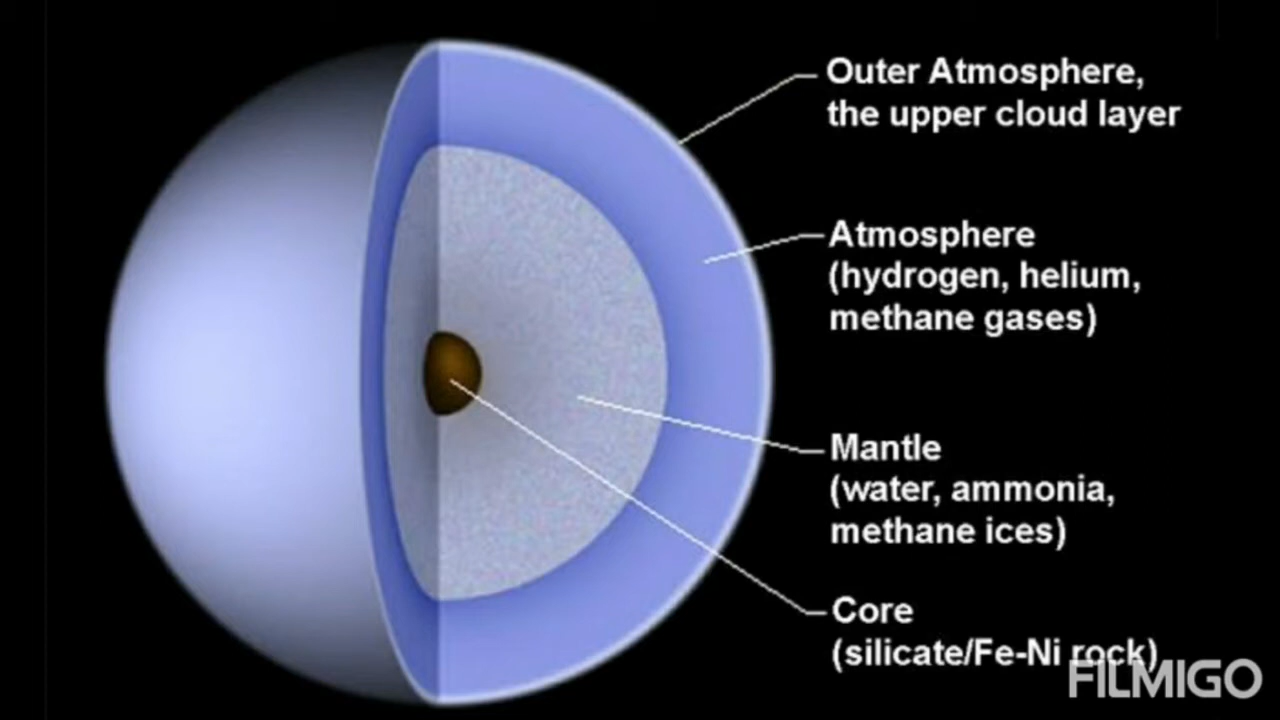 Outer Atmosphere,
the upper cloud layer
Atmosphere
(hydrogen, helium,
methane gases)
Mantle
(water, ammonia,
methane ices)
Core
(silicate/Fe-Ni rock)
FILMIGO